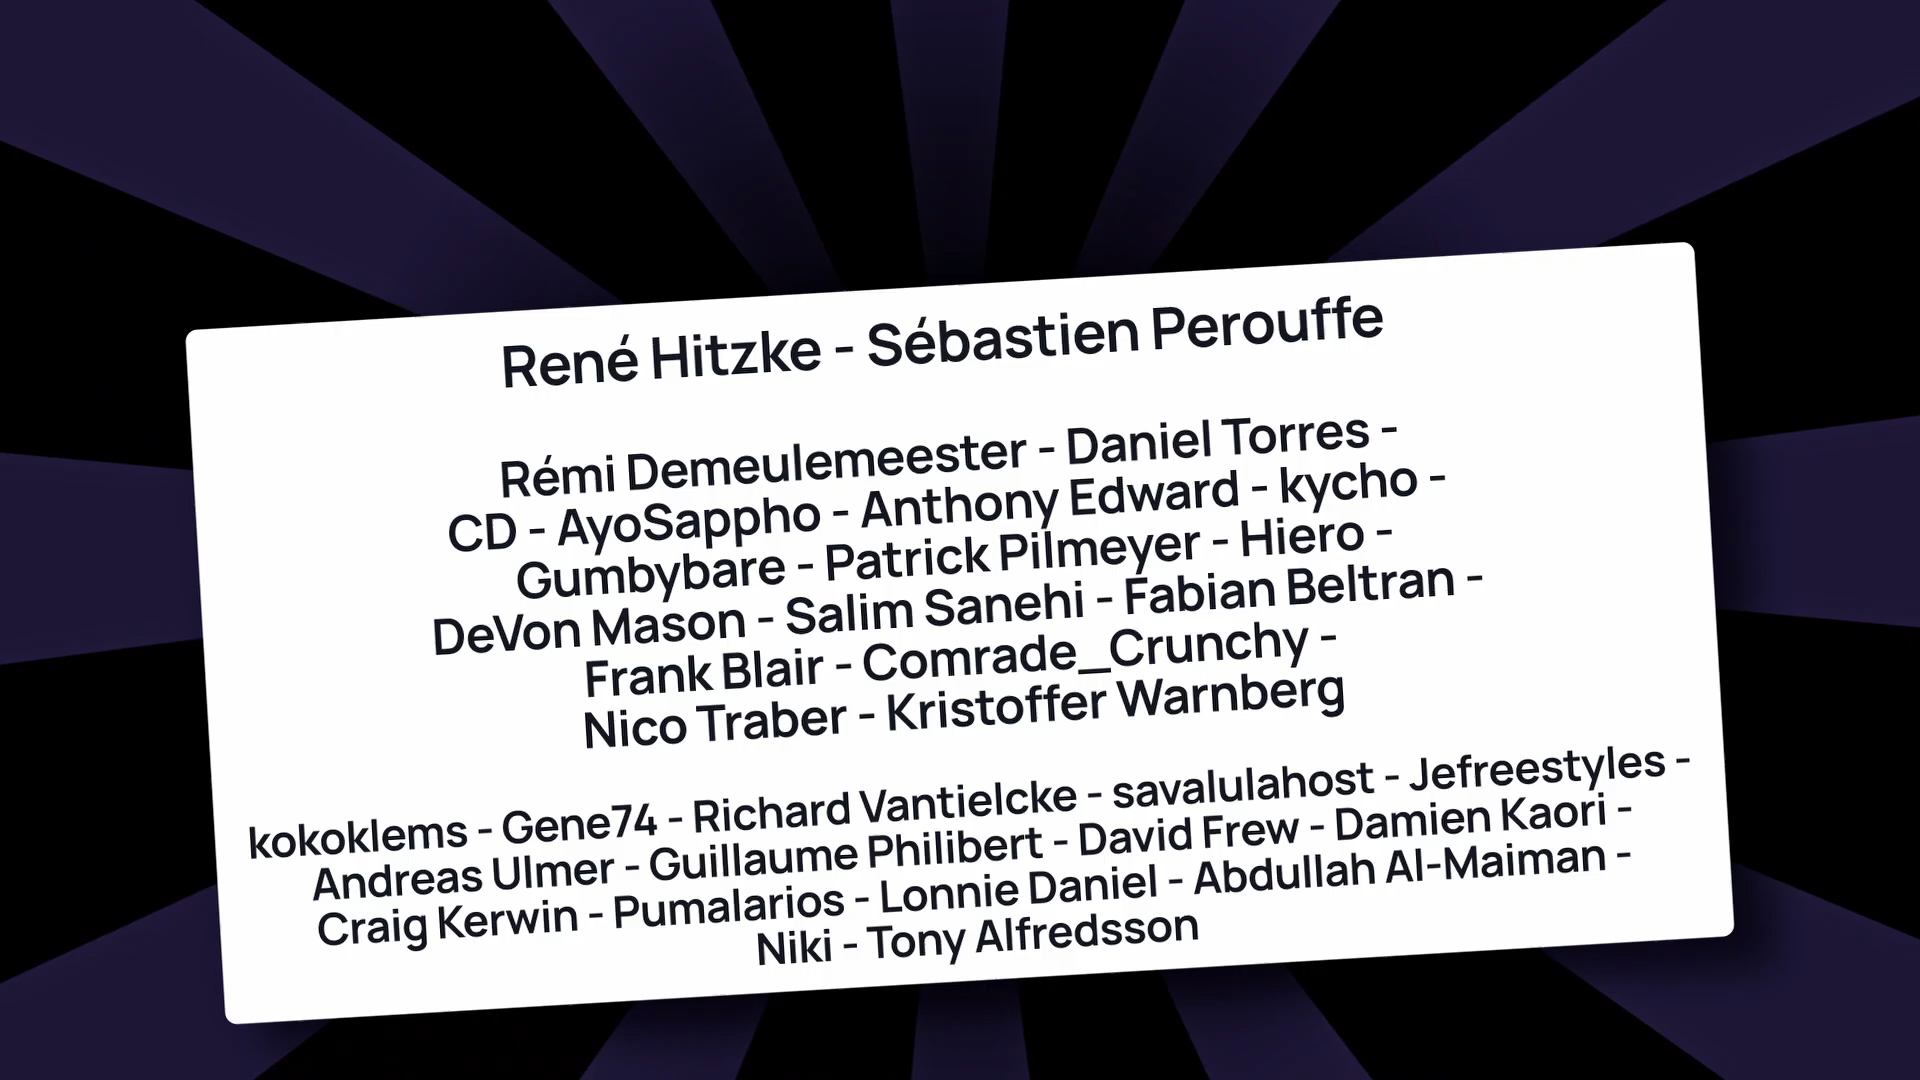 René Hitzke - Sébastien Perouffe
Rémi Demeulemeester - Daniel Torres -
CD - AyoSappho - Anthony Edward - kycho -
Gumbybare - Patrick Pilmeyer - Hiero -
DeVon Mason - Salim Sanehi - Fabian Beltran -
Frank Blair - Comrade_Crunchy -
Nico Traber - Kristoffer Warnberg
kokoklems - Gene74 - Richard Vantielcke - savalulahost - Jefreestyles -
Andreas Ulmer - Guillaume Philibert - David Frew - Damien Kaori -
Craig Kerwin - Pumalarios - Lonnie Daniel - Abdullah Al-Maiman -
Niki - Tony Alfredsson